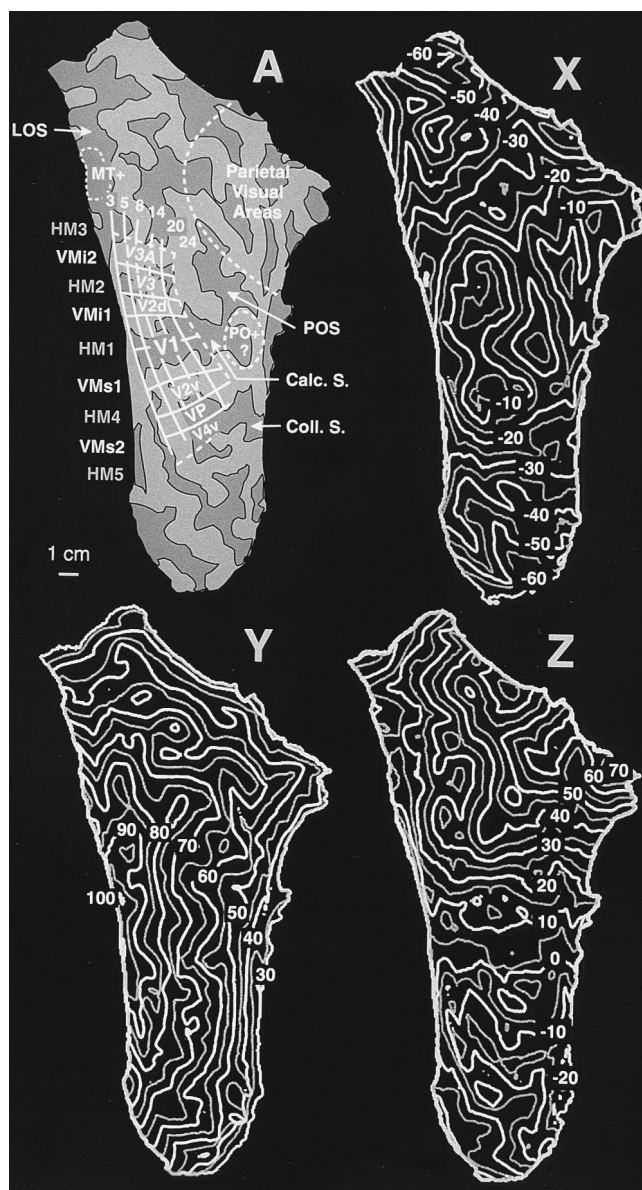 A
LOS
MT+
Parietal
Visual
Areas
3 5 8 14
20
24
HM3
V3A
VMi2
V3
HM2
V2d
VMi1
POS
V1
PO+
?
HM1
Calc. S.
VMs1
V2v
HM4
VP
Coll. S.
V4v
VMs2
HM5
1 cm
X
-60
-50
-40
-30
-20
-10
-10
-20
-30
-40
-50
-60
Y
90 80 70
60
100
50
40
30
Z
60 70
50
40
30
20
10
0
-10
-20